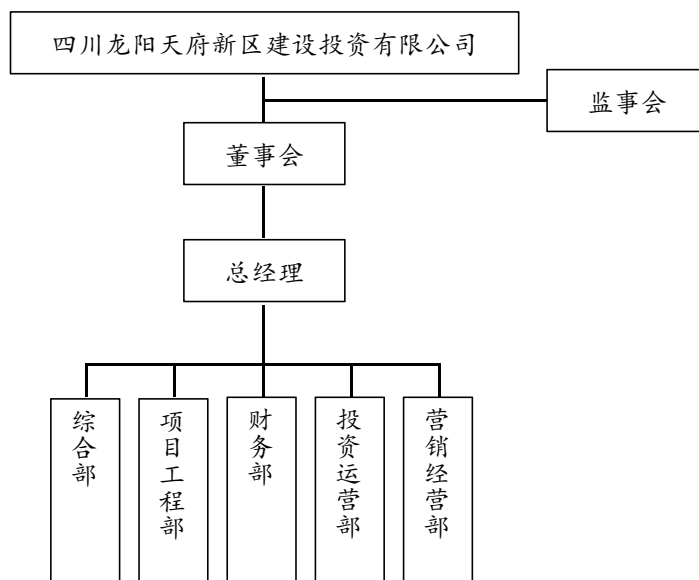 四川龙阳天府新区建设投资有限公司
监事会
董事会
总经理
综合部
项目工程部
财务部
投资运营部
营销经营部